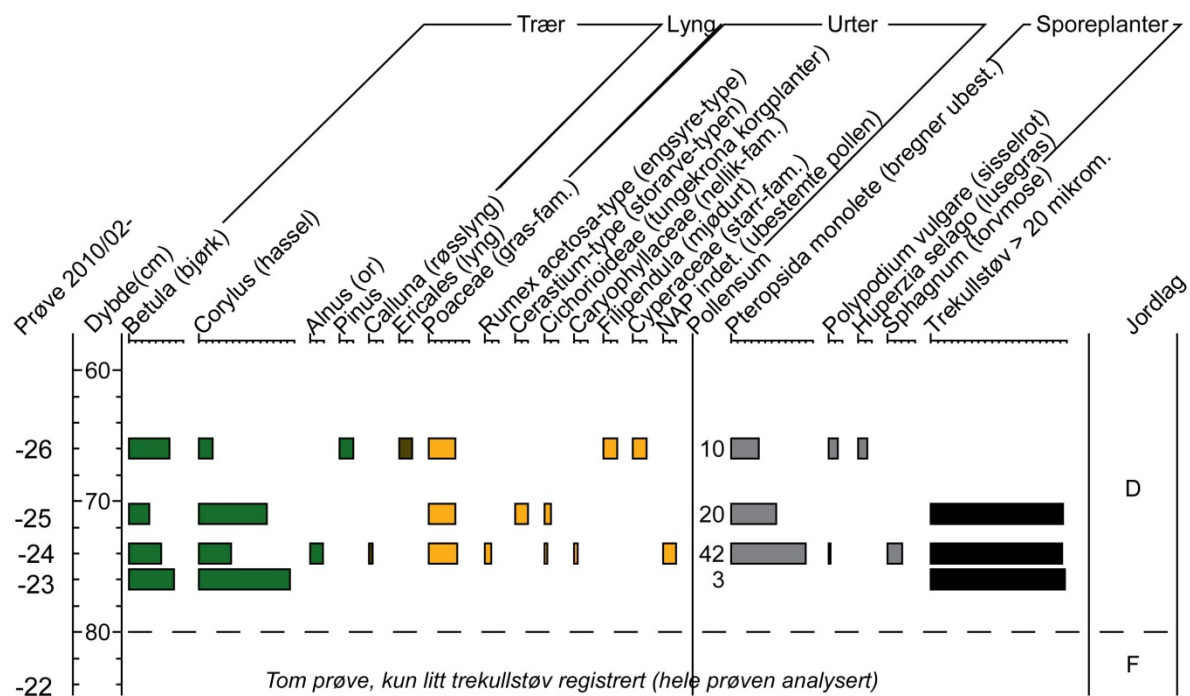 Trær
Lyng
Urter
Sporeplanter
Prøve 2010/02-
Dybde(cm)
Betula (bjørk)
Corylus (hassel)
Alnus (or)
Pinus
Calluna (røsslyng)
Ericales (lyng)
Poaceae (gras-fam.)
Rumex acetosa-type (engsyre-type)
Cerastium-type (storarve-typen)
Cichorioideae (tungekrona korgplanter)
Caryophyllaceae (nellik-fam.)
Filipendula (mjødurt)
Cyperaceae (starr-fam.)
NAP indet. (ubestemte pollen)
Pollensum
Pteropsida monolete (bregner ubest.)
Polypodium vulgare (sisselrot)
Huperzia selago (lusegras)
Sphagnum (torvmose)
Trekullstøv > 20 mikrom.
Jordlag
60
-26
10
D
-25
70
20
-24
42
-23
3
80
F
-22
Tom prøve, kun litt trekullstøv registrert (hele prøven analysert)